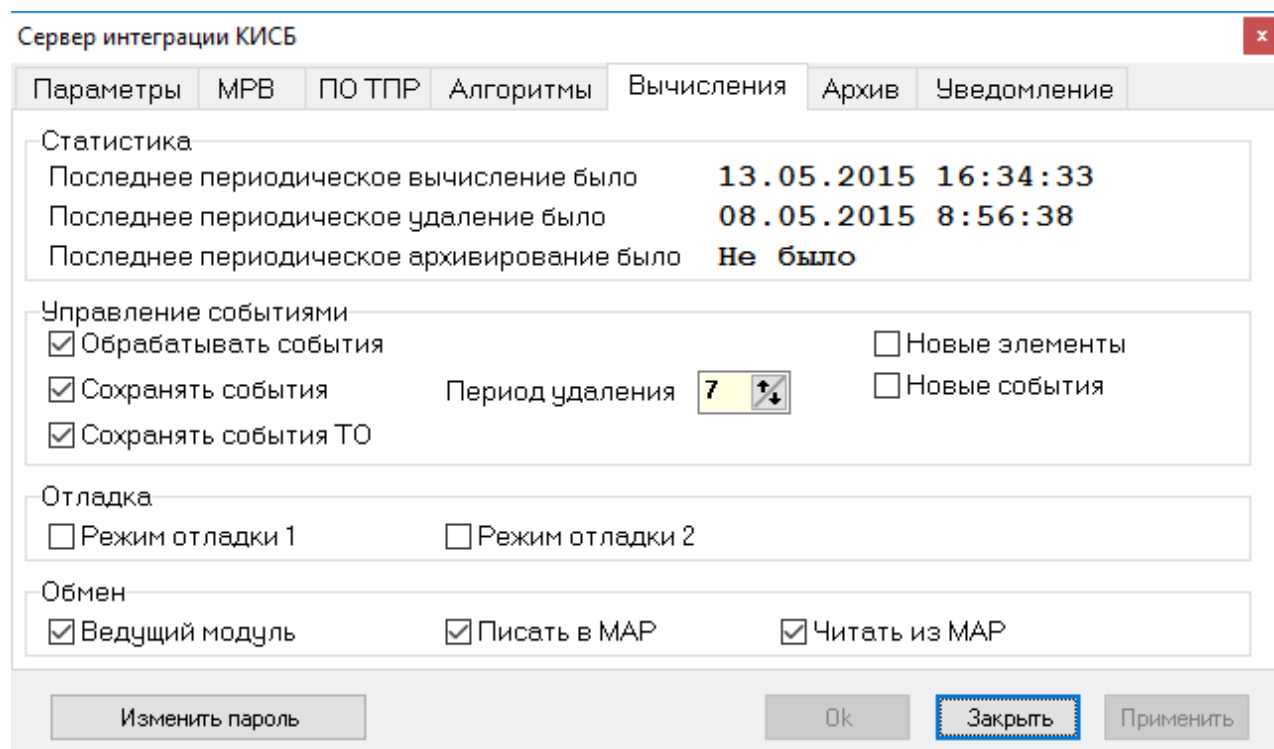 Сервер интеграции КИСБ x
Параметры МРВ ПО ТПР Алгоритмы Вычисления Архив Уведомление
Статистика
Последнее периодическое вычисление было 13.05.2015 16:34:33
Последнее периодическое удаление было 08.05.2015 8:56:38
Последнее периодическое архивирование было Не было
Управление событиями
Обрабатывать события Новые элементы
Сохранять события Период удаления 7 Новые события
Сохранять события ТО
Отладка
Режим отладки 1 Режим отладки 2
Обмен
Ведущий модуль Писать в МАР Читать из МАР
Изменить пароль Ok Закрыть Применить